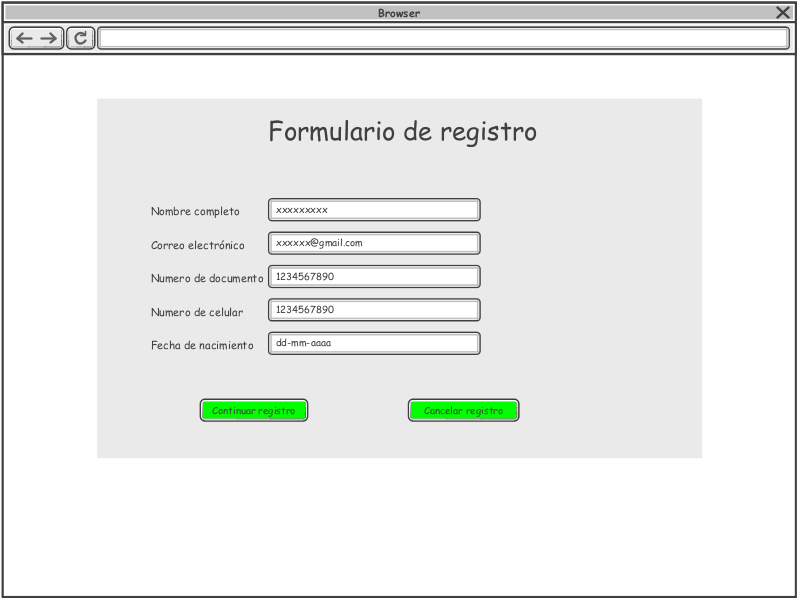 Browser
Formulario de registro
Nombre completo xxxxxxxxx
Correo electrónico xxxxxx@gmail.com
Numero de documento 1234567890
Numero de celular 1234567890
Fecha de nacimiento dd-mm-aaaa
Continuar registro Cancelar registro